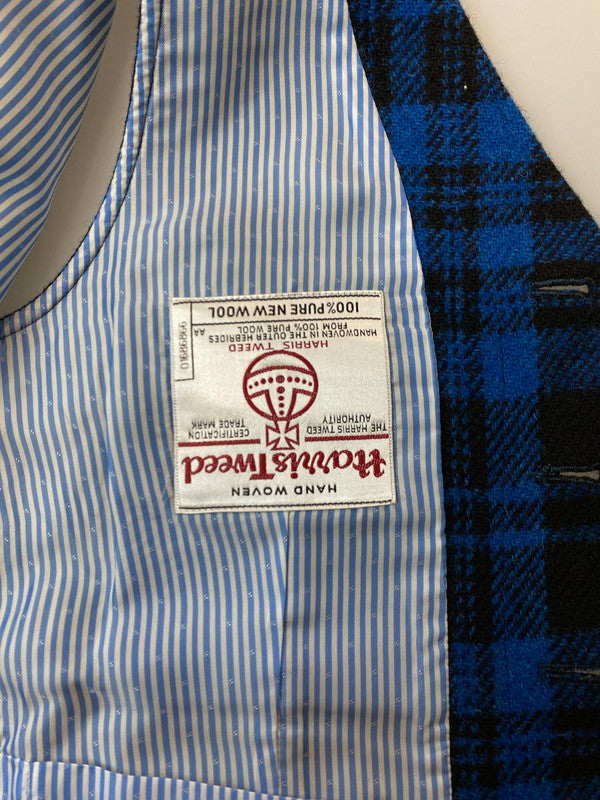 HAND WOVEN
Harris Tweed
THE HARRIS TWEED
AUTHORITY
CERTIFICATION
TRADE MARK
HARRIS TWEED
HANDWOVEN IN THE OUTER HEBRIDES
FROM 100% PURE WOOL
AA
100% PURE NEW WOOL